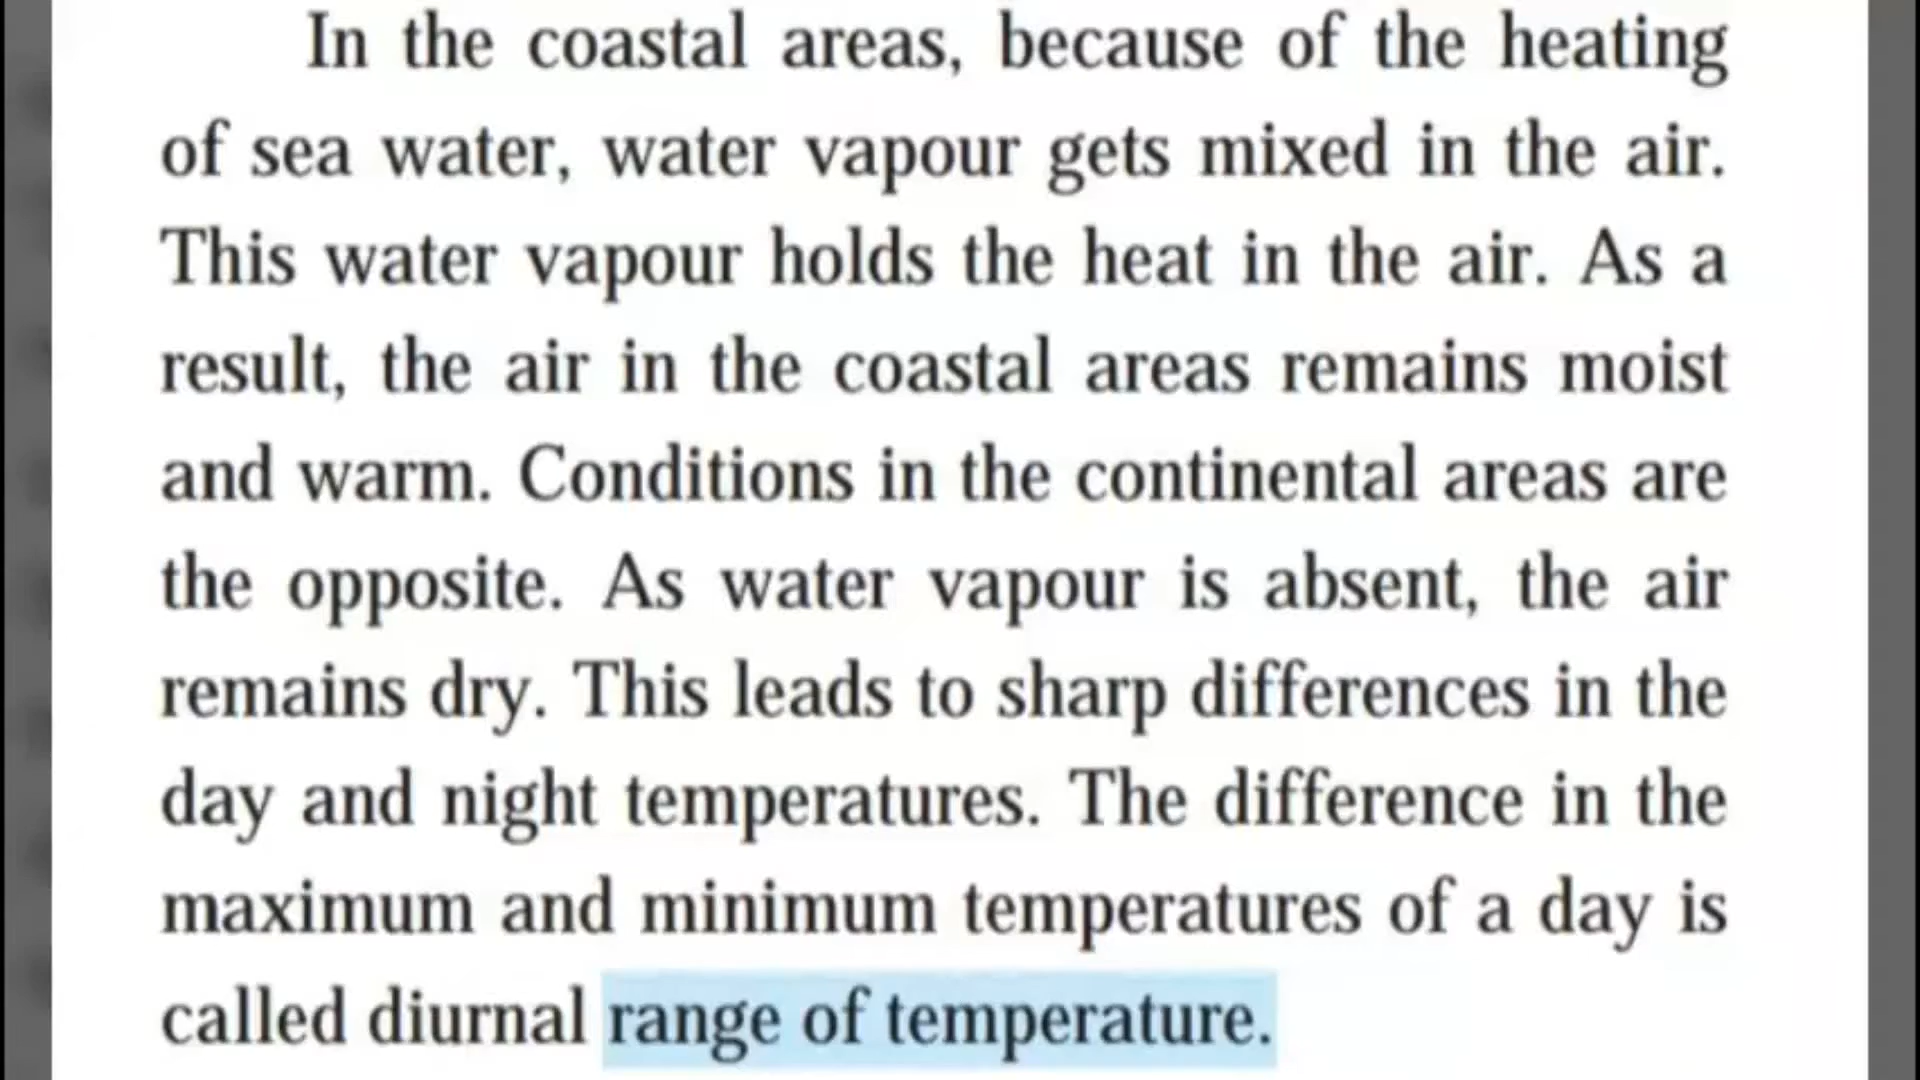 In the coastal areas, because of the heating
of sea water, water vapour gets mixed in the air.
This water vapour holds the heat in the air. As a
result, the air in the coastal areas remains moist
and warm. Conditions in the continental areas are
the opposite. As water vapour is absent, the air
remains dry. This leads to sharp differences in the
day and night temperatures. The difference in the
maximum and minimum temperatures of a day is
called diurnal range of temperature.